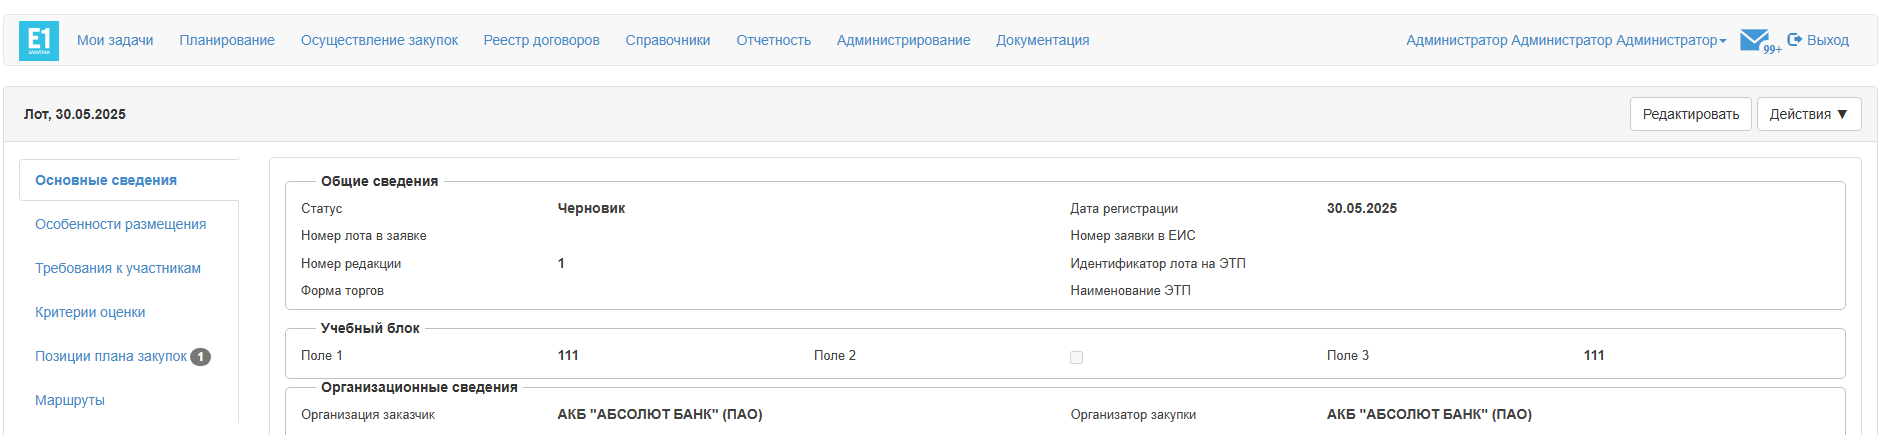 E1 Мои задачи Планирование Осуществление закупок Реестр договоров Справочники Отчетность Администрирование Документация Администратор Администратор Администратор 99+ Выход
ЗАКУПКИ
Лот, 30.05.2025 Редактировать Действия ▼
Основные сведения
Особенности размещения
Требования к участникам
Критерии оценки
Позиции плана закупок 1
Маршруты
Общие сведения
Статус Черновик Дата регистрации 30.05.2025
Номер лота в заявке Номер заявки в ЕИС
Номер редакции 1 Идентификатор лота на ЭТП
Форма торгов Наименование ЭТП
Учебный блок
Поле 1 111 Поле 2 Поле 3 111
Организационные сведения
Организация заказчик АКБ "АБСОЛЮТ БАНК" (ПАО) Организатор закупки АКБ "АБСОЛЮТ БАНК" (ПАО)